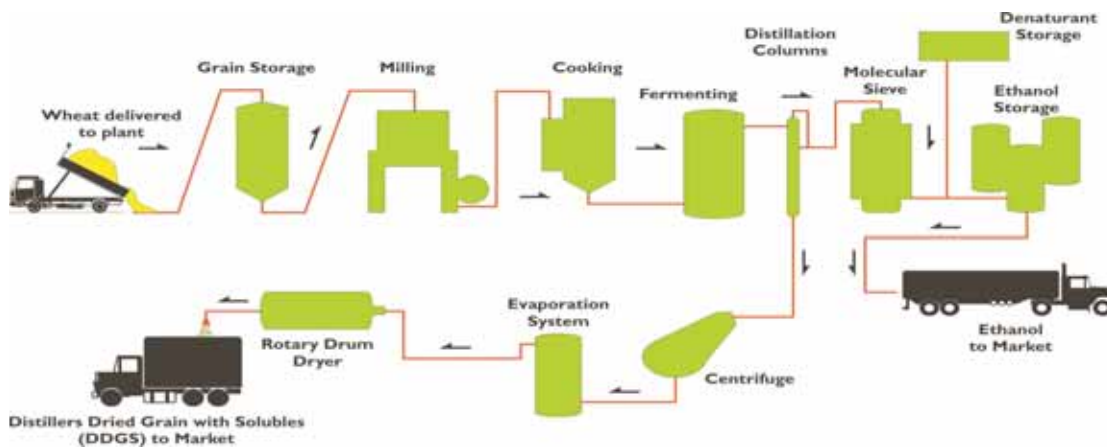 Wheat delivered
to plant
Grain Storage
Milling
Cooking
Fermenting
Distillation
Columns
Molecular
Sieve
Denaturant
Storage
Ethanol
Storage
Ethanol
to Market
Centrifuge
Evaporation
System
Rotary Drum
Dryer
Distillers Dried Grain with Solubles
(DDGS) to Market